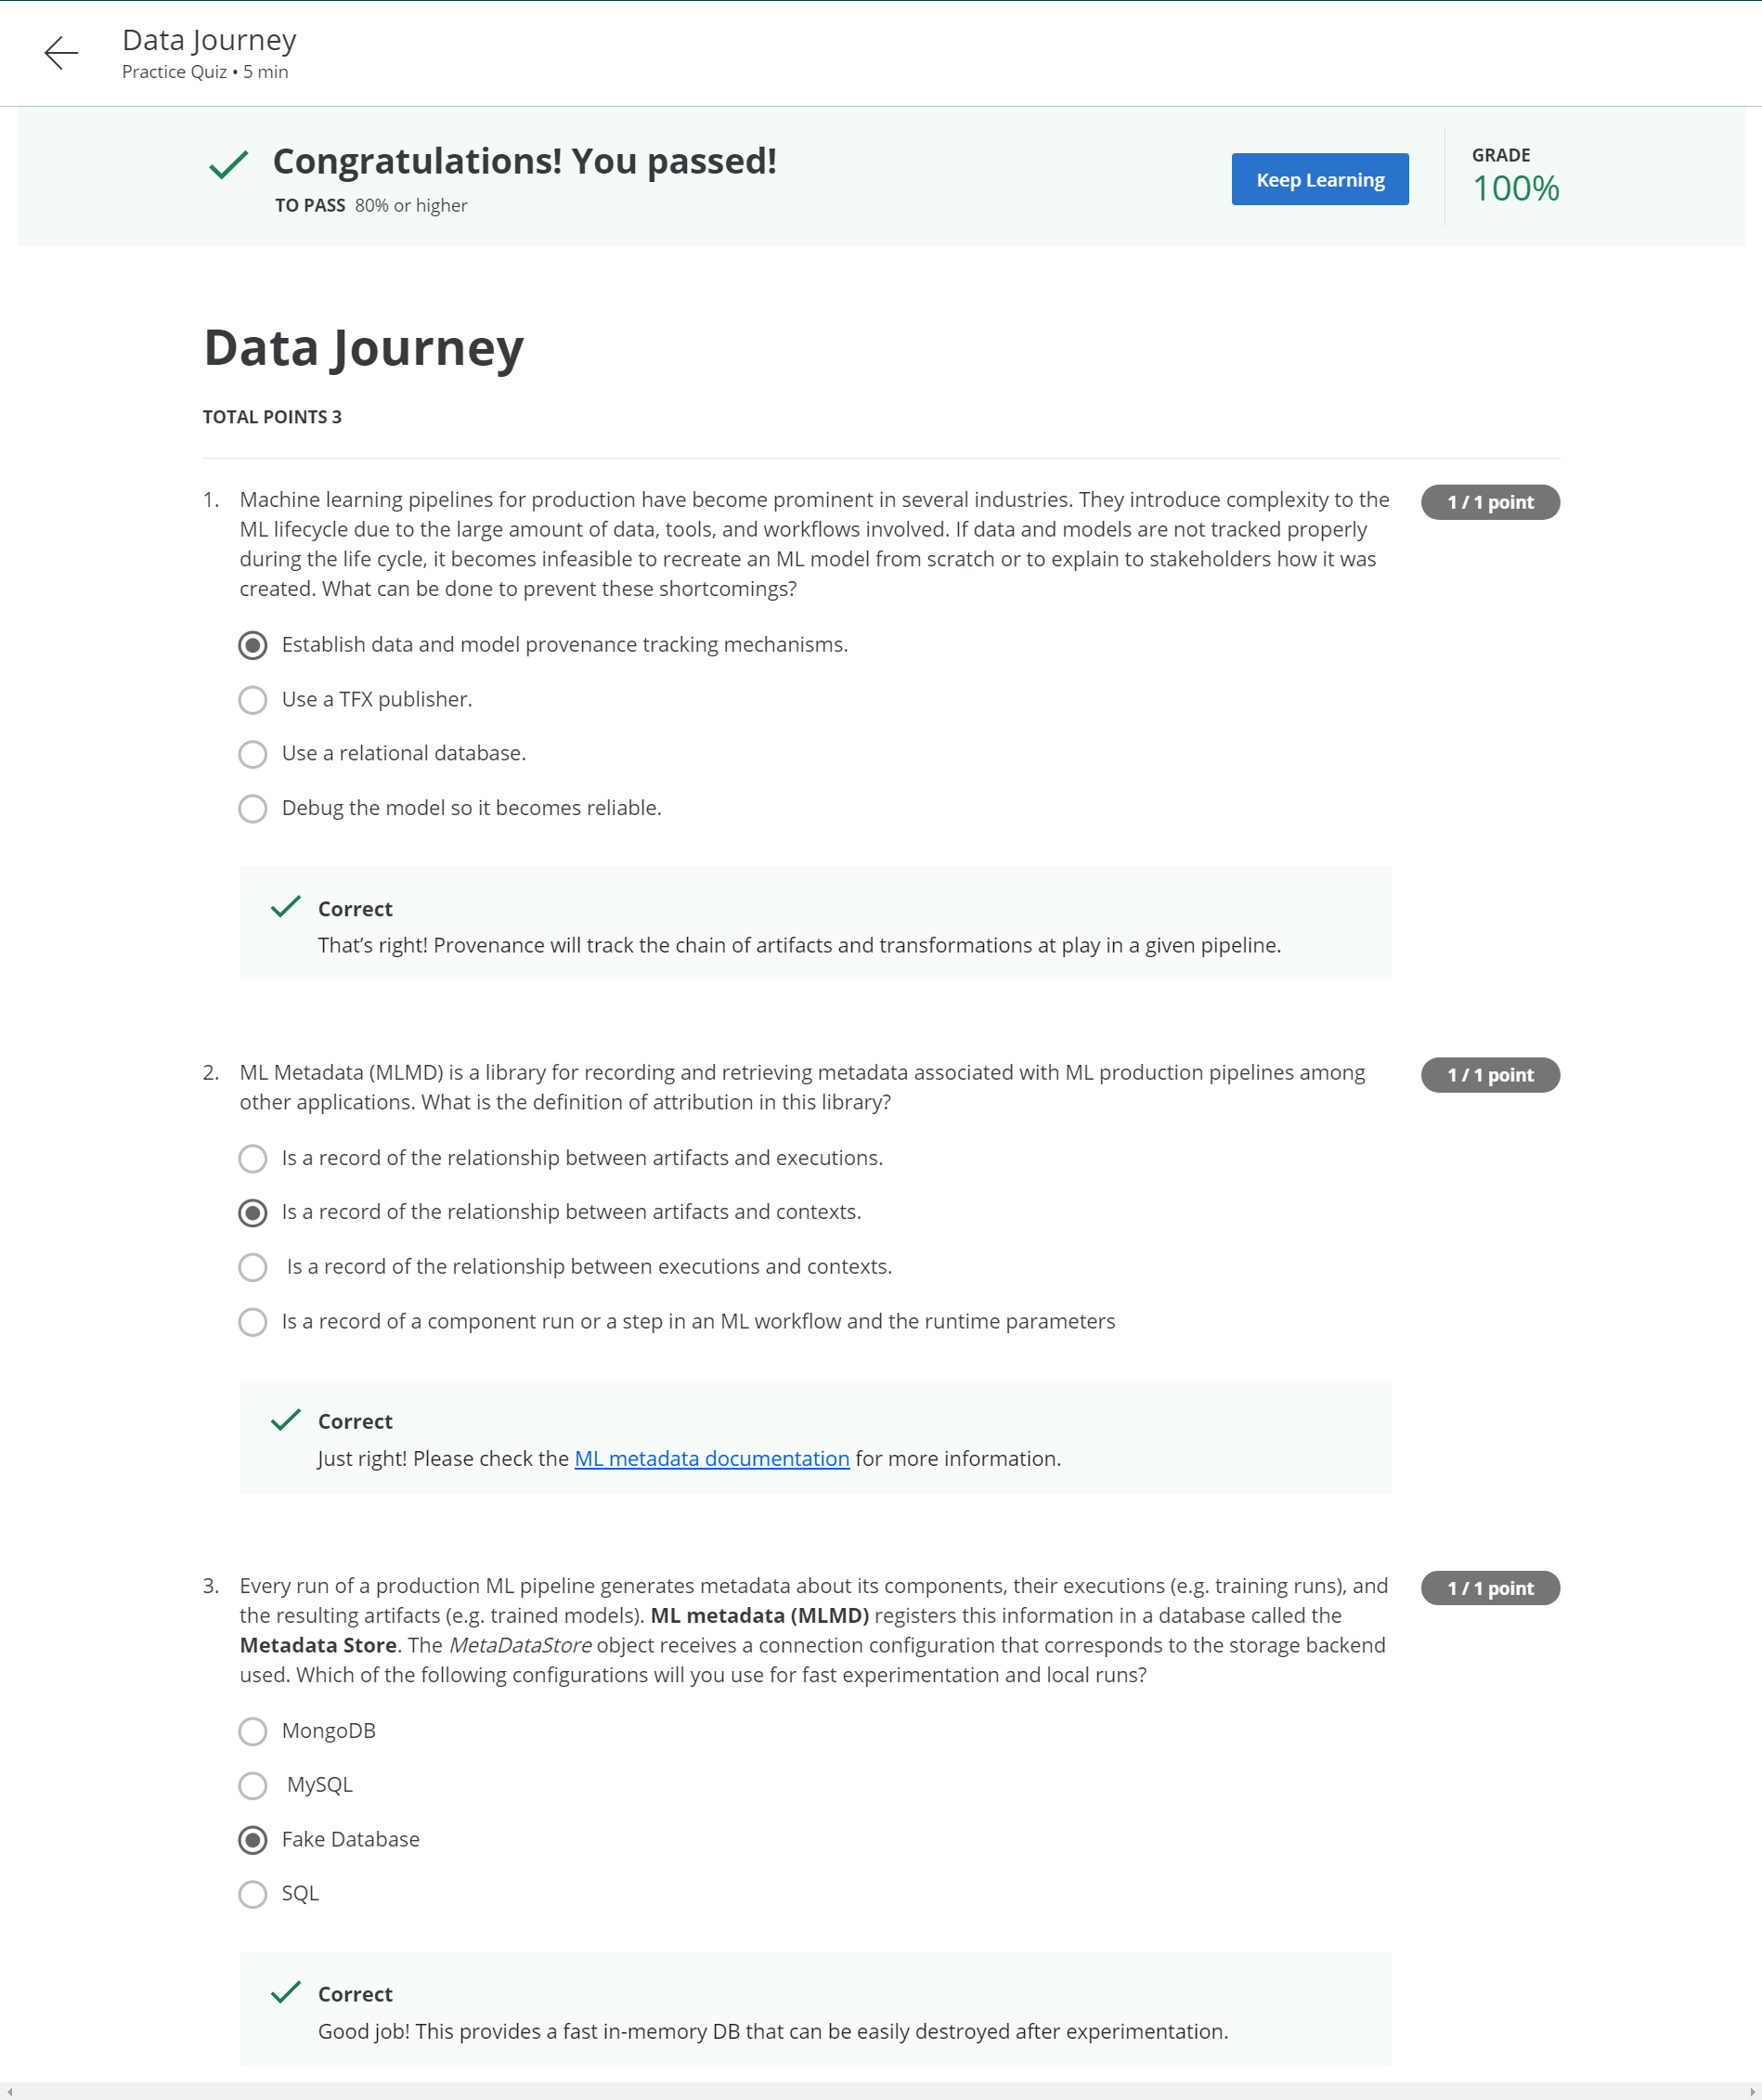 Data Journey
Practice Quiz • 5 min
Congratulations! You passed!
TO PASS 80% or higher
Keep Learning
GRADE
100%
Data Journey
TOTAL POINTS 3
1. Machine learning pipelines for production have become prominent in several industries. They introduce complexity to the
ML lifecycle due to the large amount of data, tools, and workflows involved. If data and models are not tracked properly
during the life cycle, it becomes infeasible to recreate an ML model from scratch or to explain to stakeholders how it was
created. What can be done to prevent these shortcomings?
1 / 1 point
Establish data and model provenance tracking mechanisms.
Use a TFX publisher.
Use a relational database.
Debug the model so it becomes reliable.
Correct
That’s right! Provenance will track the chain of artifacts and transformations at play in a given pipeline.
2. ML Metadata (MLMD) is a library for recording and retrieving metadata associated with ML production pipelines among
other applications. What is the definition of attribution in this library?
1 / 1 point
Is a record of the relationship between artifacts and executions.
Is a record of the relationship between artifacts and contexts.
Is a record of the relationship between executions and contexts.
Is a record of a component run or a step in an ML workflow and the runtime parameters
Correct
Just right! Please check the ML metadata documentation for more information.
3. Every run of a production ML pipeline generates metadata about its components, their executions (e.g. training runs), and
the resulting artifacts (e.g. trained models). ML metadata (MLMD) registers this information in a database called the
Metadata Store. The MetaDataStore object receives a connection configuration that corresponds to the storage backend
used. Which of the following configurations will you use for fast experimentation and local runs?
1 / 1 point
MongoDB
MySQL
Fake Database
SQL
Correct
Good job! This provides a fast in-memory DB that can be easily destroyed after experimentation.